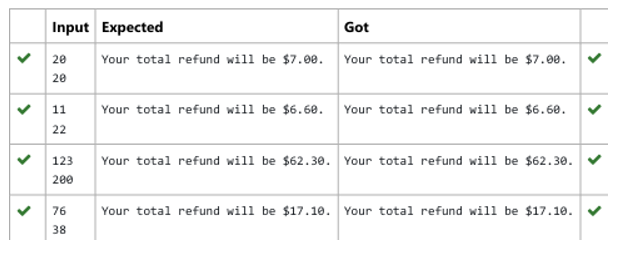 Input Expected Got
20 Your total refund will be $7.00. Your total refund will be $7.00.
20
11 Your total refund will be $6.60. Your total refund will be $6.60.
22
123 Your total refund will be $62.30. Your total refund will be $62.30.
200
76 Your total refund will be $17.10. Your total refund will be $17.10.
38